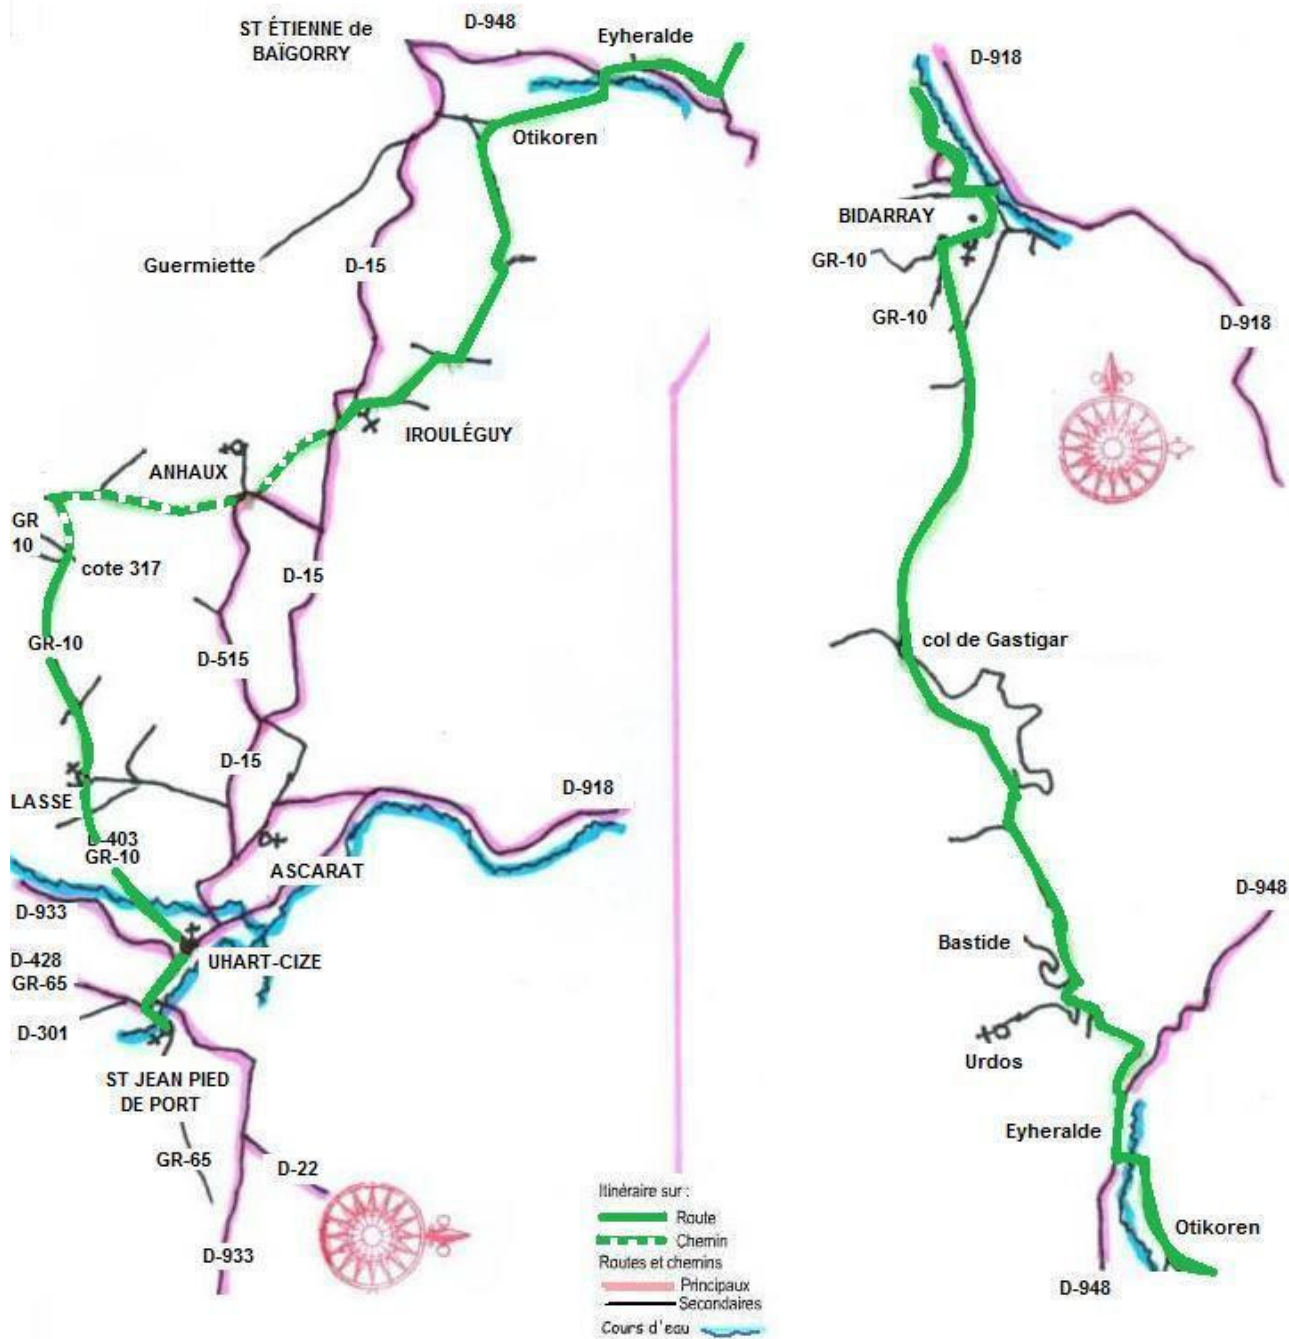 ST ÉTIENNE de
BAÏGORRY
D-948
Eyheralde
Otikoren
Guermiette
D-15
IROULÉGUY
ANHAUX
GR
10
cote 317
D-15
GR-10
D-515
D-15
LASSE
D-918
D-403
GR-10
ASCARAT
D-933
UHART-CIZE
D-428
GR-65
D-301
ST JEAN PIED
DE PORT
GR-65
D-22
D-933
D-918
BIDARRAY
GR-10
GR-10
D-918
col de Gastigar
D-948
Bastide
Urdos
Eyheralde
Otikoren
D-948
Itinéraire sur :
Route
Chemin
Routes et chemins
Principaux
Secondaires
Cours d'eau